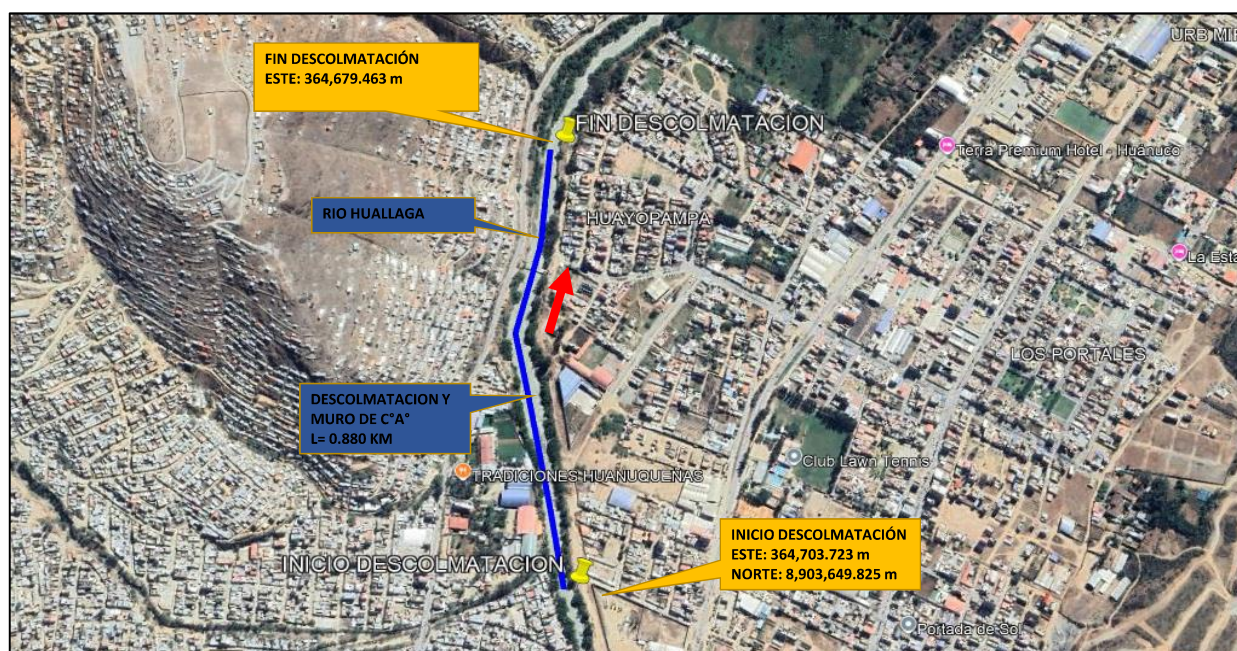 URB MIR
FIN DESCOLMATACIÓN
ESTE: 364,679.463 m
FIN DESCOLMATACION
Terra Premium Hotel - Huánuco
RIO HUALLAGA
HUAYOPAMPA
La Esta
LOS PORTALES
DESCOLMATACION Y
MURO DE C°A°
L= 0.880 KM
Club Lawn Tennis
TRADICIONES HUANUQUEÑAS
INICIO DESCOLMATACIÓN
ESTE: 364,703.723 m
NORTE: 8,903,649.825 m
INICIO DESCOLMATACION
Portada de Sol